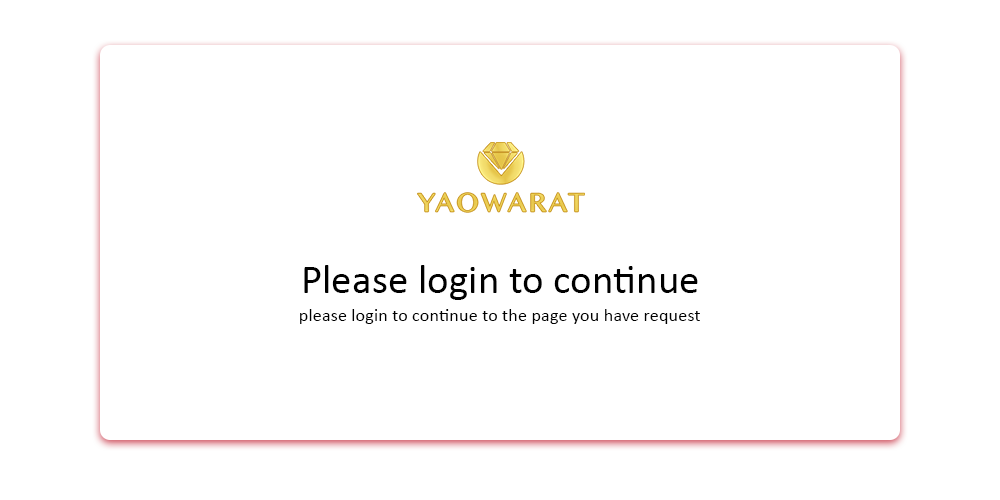 YAOWARAT
Please login to continue
please login to continue to the page you have request